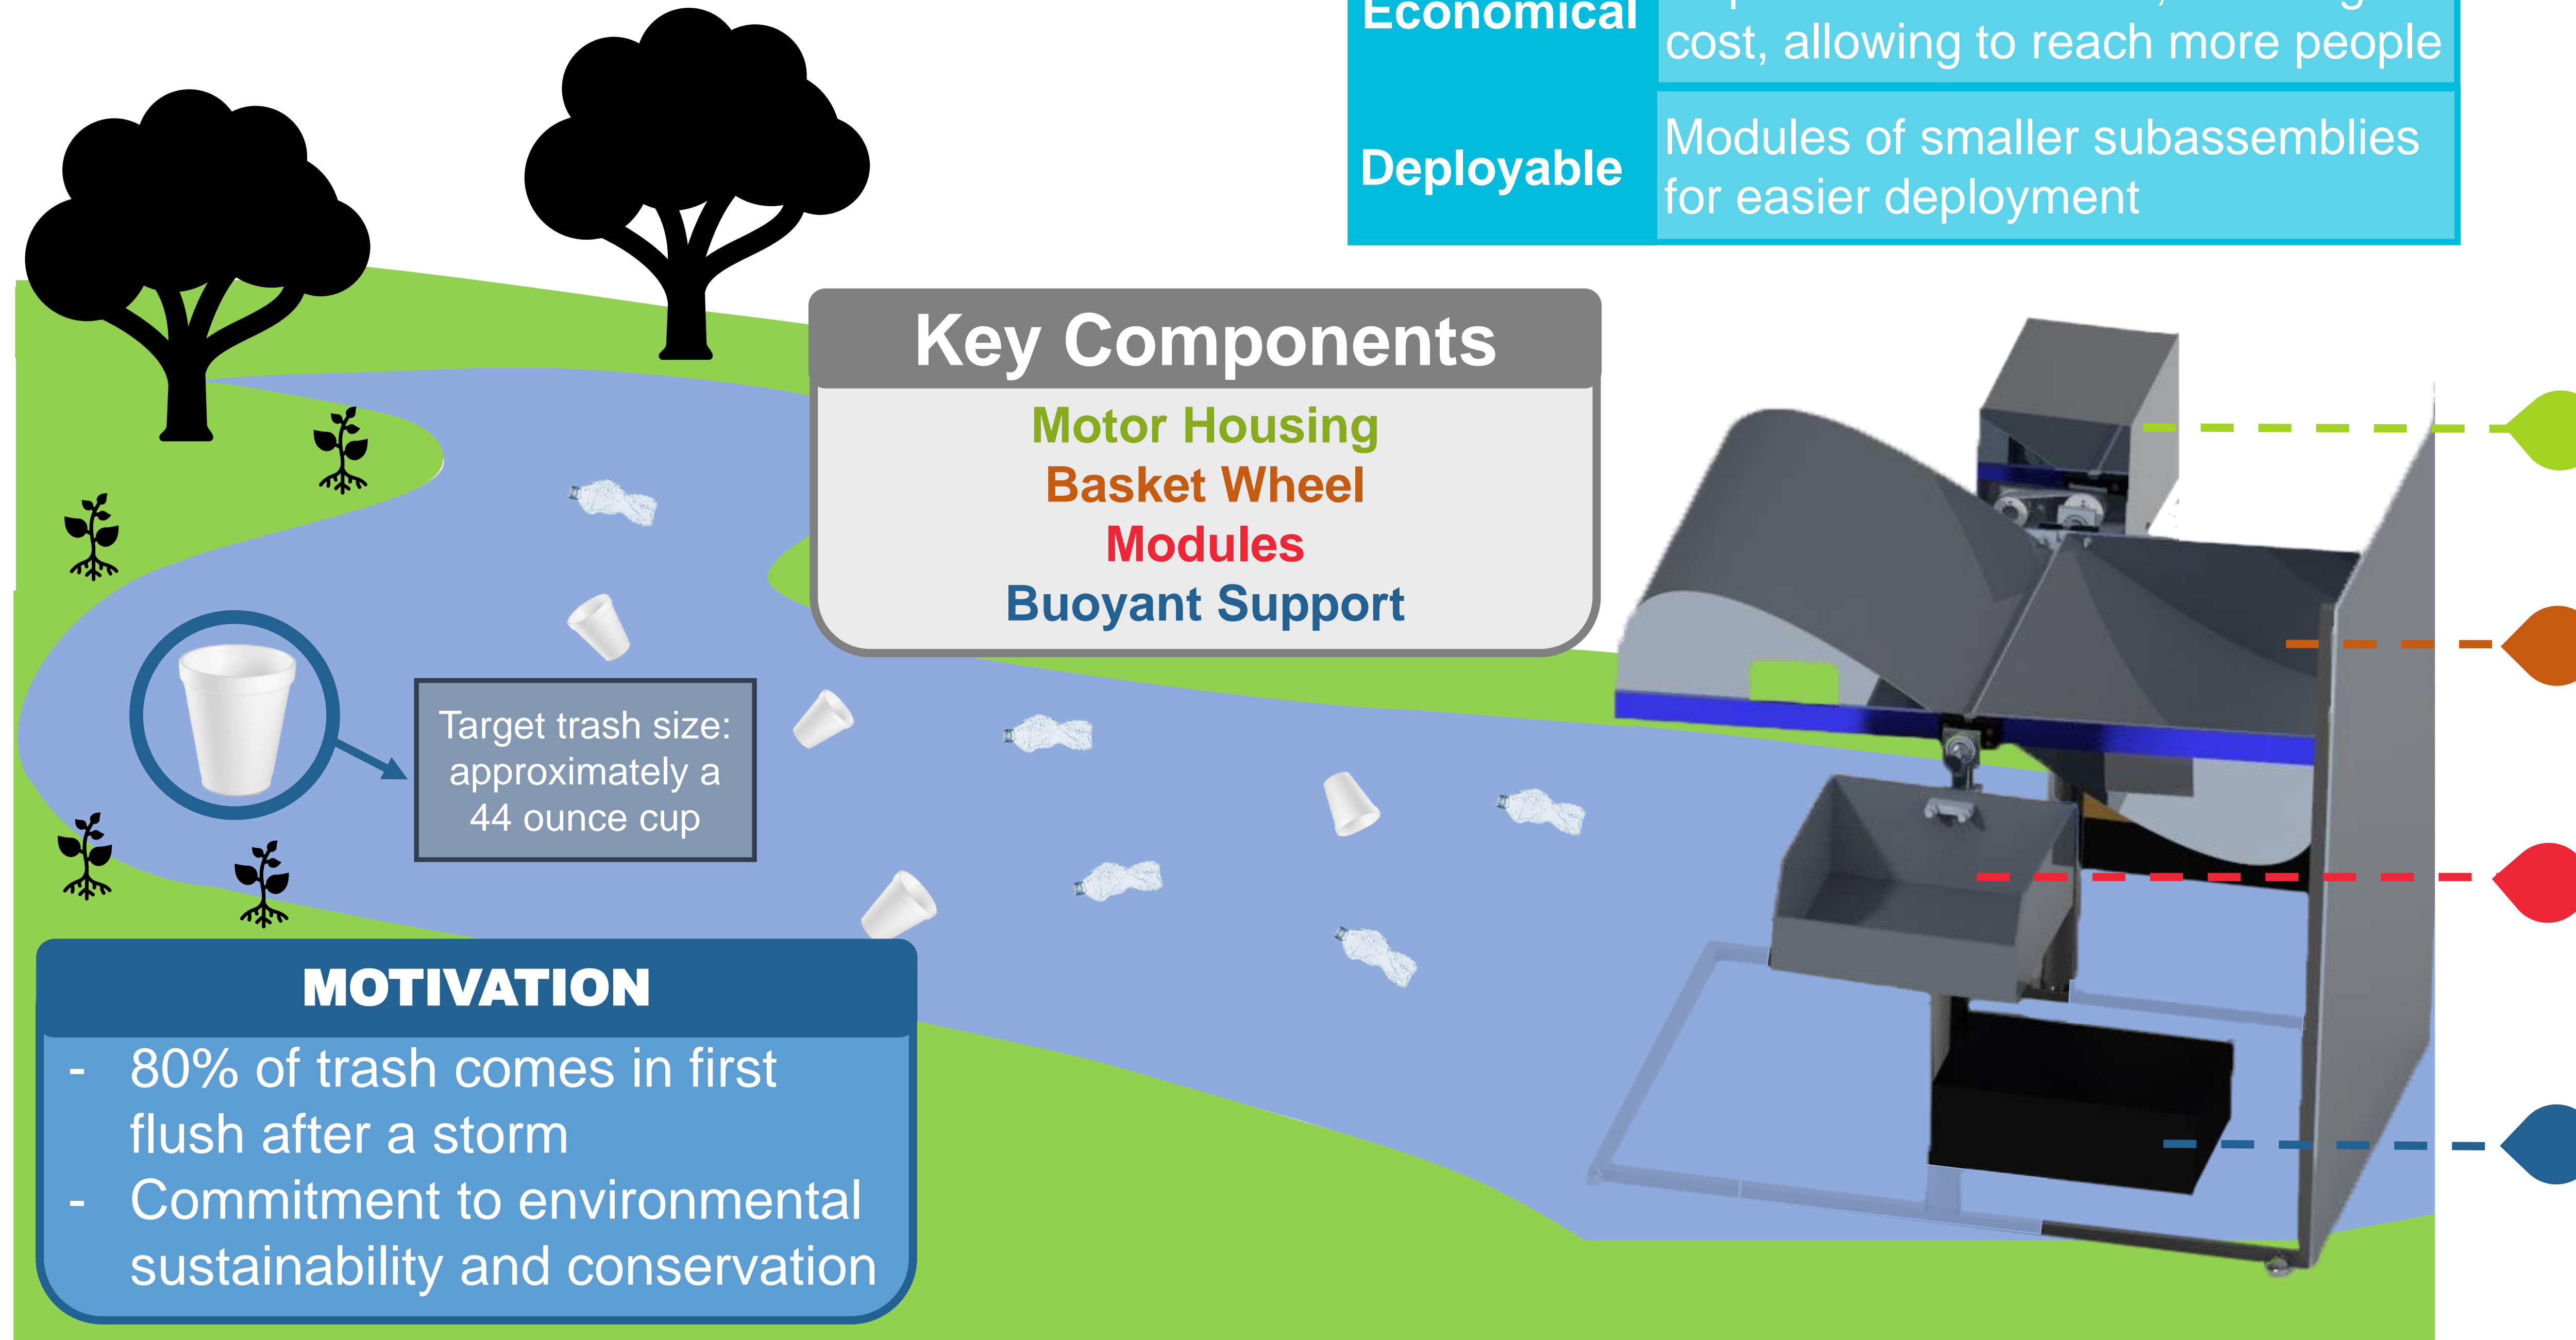 Economical
cost, allowing to reach more people
Deployable
Modules of smaller subassemblies
for easier deployment
Key Components
Motor Housing
Basket Wheel
Modules
Buoyant Support
Target trash size:
approximately a
44 ounce cup
MOTIVATION
- 80% of trash comes in first
flush after a storm
- Commitment to environmental
sustainability and conservation